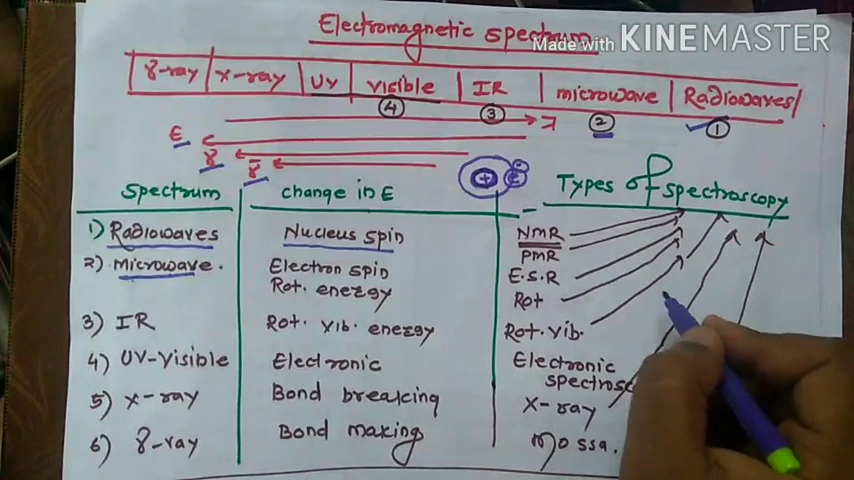 Electromagnetic spectrum
Made with KINEMASTER
γ-ray x-ray UV visible IR microwave Radiowaves
④ ③ ② ①
E
γ
γ̄
λ
+ e
Spectrum change in E Types of spectroscopy
1) Radiowaves Nucleus spin NMR
PMR
2) Microwave. Electron spin E.S.R
Rot. energy Rot
3) IR Rot. vib. energy Rot. vib.
4) UV-Visible Electronic Electronic
spectros
5) x-ray Bond breaking x-ray
6) γ-ray Bond making mossa.